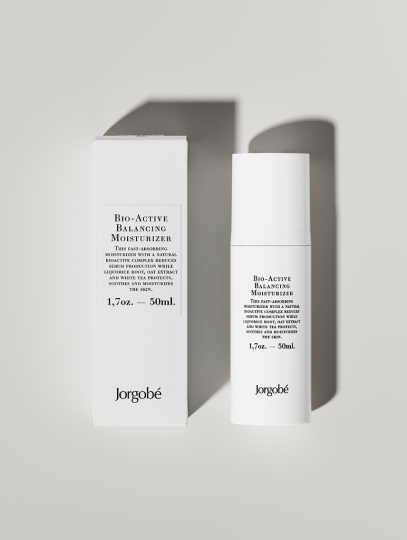 Bio-Active
Balancing
Moisturizer
This fast-absorbing
moisturizer with a natural
bioactive complex reduces
sebum production while
liquorice root, oat extract
and white tea protects,
soothes and moisturizes
the skin.
1,7oz. — 50ml.
Jorgobé
Bio-Active
Balancing
Moisturizer
This fast-absorbing
moisturizer with a natural
bioactive complex reduces
sebum production while
liquorice root, oat extract
and white tea protects,
soothes and moisturizes
the skin.
1,7oz. — 50ml.
Jorgobé